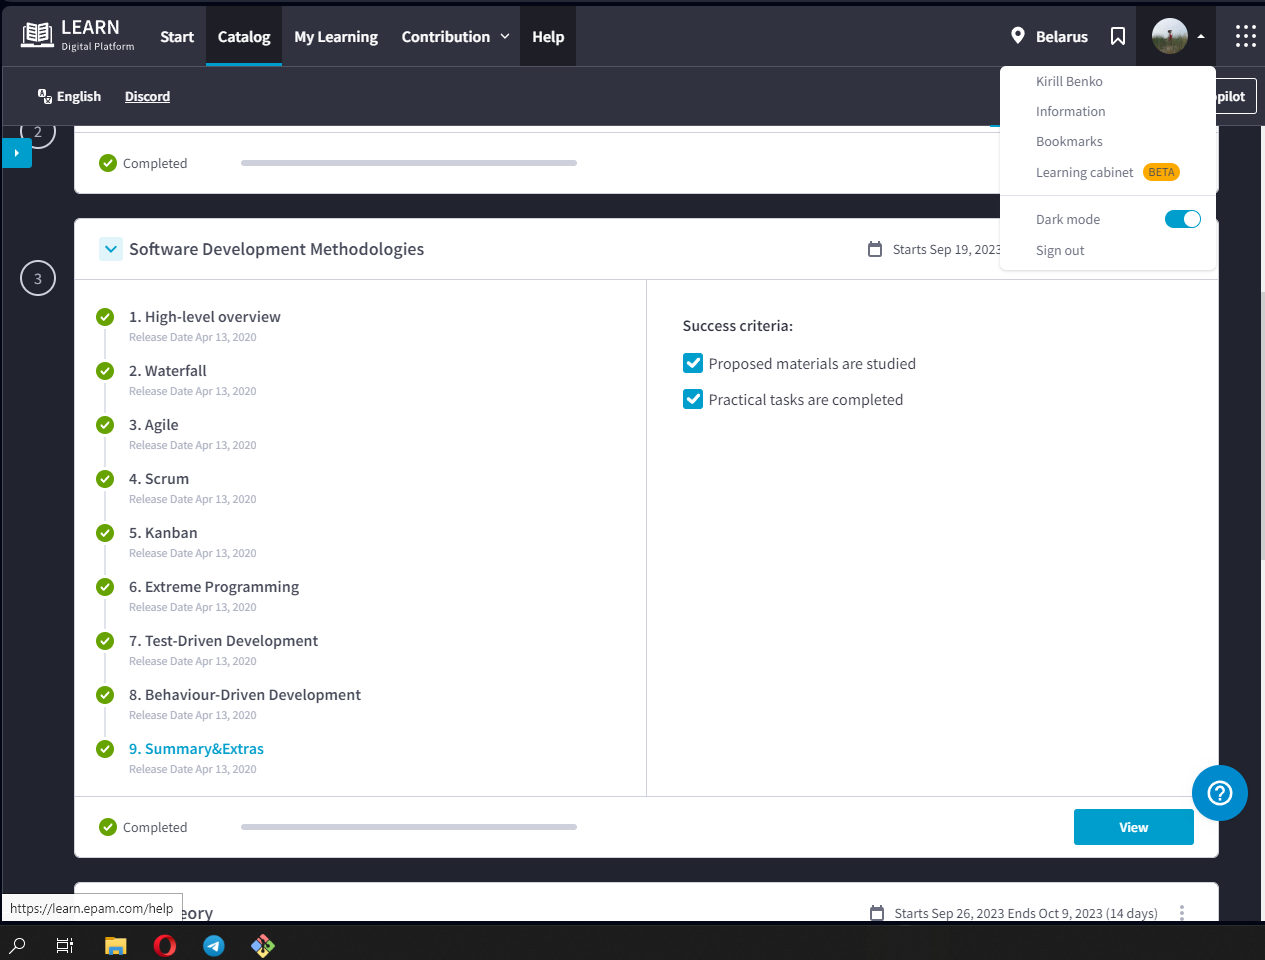 LEARN
Digital Platform
Start
Catalog
My Learning
Contribution
Help
Belarus
English
Discord
pilot
Kirill Benko
Information
Bookmarks
Learning cabinet BETA
Dark mode
Sign out
2
Completed
3
Software Development Methodologies
Starts Sep 19, 2023
1. High-level overview
Release Date Apr 13, 2020
2. Waterfall
Release Date Apr 13, 2020
3. Agile
Release Date Apr 13, 2020
4. Scrum
Release Date Apr 13, 2020
5. Kanban
Release Date Apr 13, 2020
6. Extreme Programming
Release Date Apr 13, 2020
7. Test-Driven Development
Release Date Apr 13, 2020
8. Behaviour-Driven Development
Release Date Apr 13, 2020
9. Summary&Extras
Release Date Apr 13, 2020
Success criteria:
Proposed materials are studied
Practical tasks are completed
Completed
View
https://learn.epam.com/help
eory
Starts Sep 26, 2023 Ends Oct 9, 2023 (14 days)